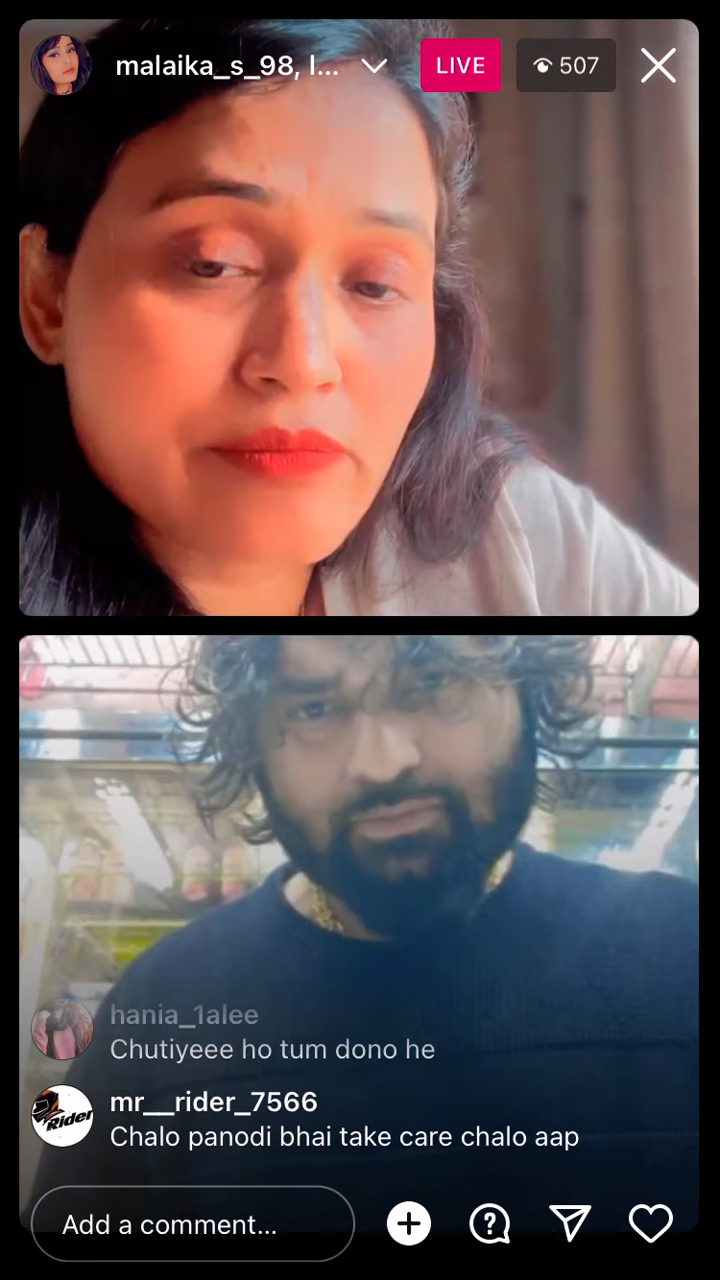 malaika_s_98, l...
LIVE
507
hania_1alee
Chutiyeee ho tum dono he
Rider
mr__rider_7566
Chalo panodi bhai take care chalo aap
Add a comment...